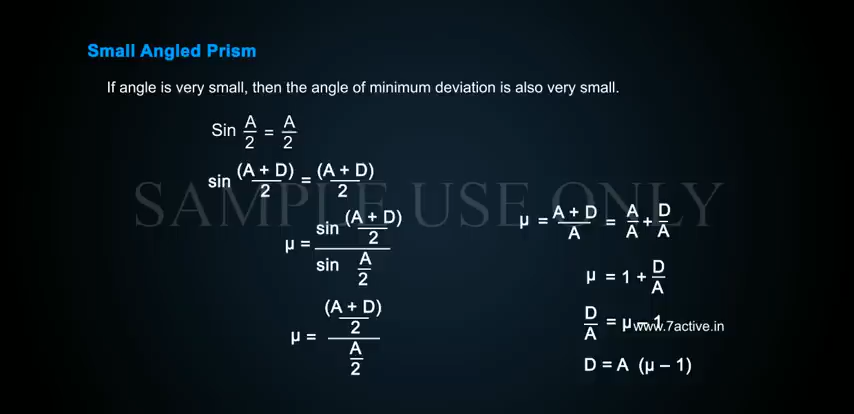 Small Angled Prism
If angle is very small, then the angle of minimum deviation is also very small.
Sin A/2 = A/2
sin (A + D)/2 = (A + D)/2
μ = sin (A + D)/2 / sin A/2
μ = (A + D)/2 / A/2
μ = A + D/A = A/A + D/A
μ = 1 + D/A
D/A = μ – 1
D = A (μ – 1)
SAMPLE USE ONLY
www.7active.in